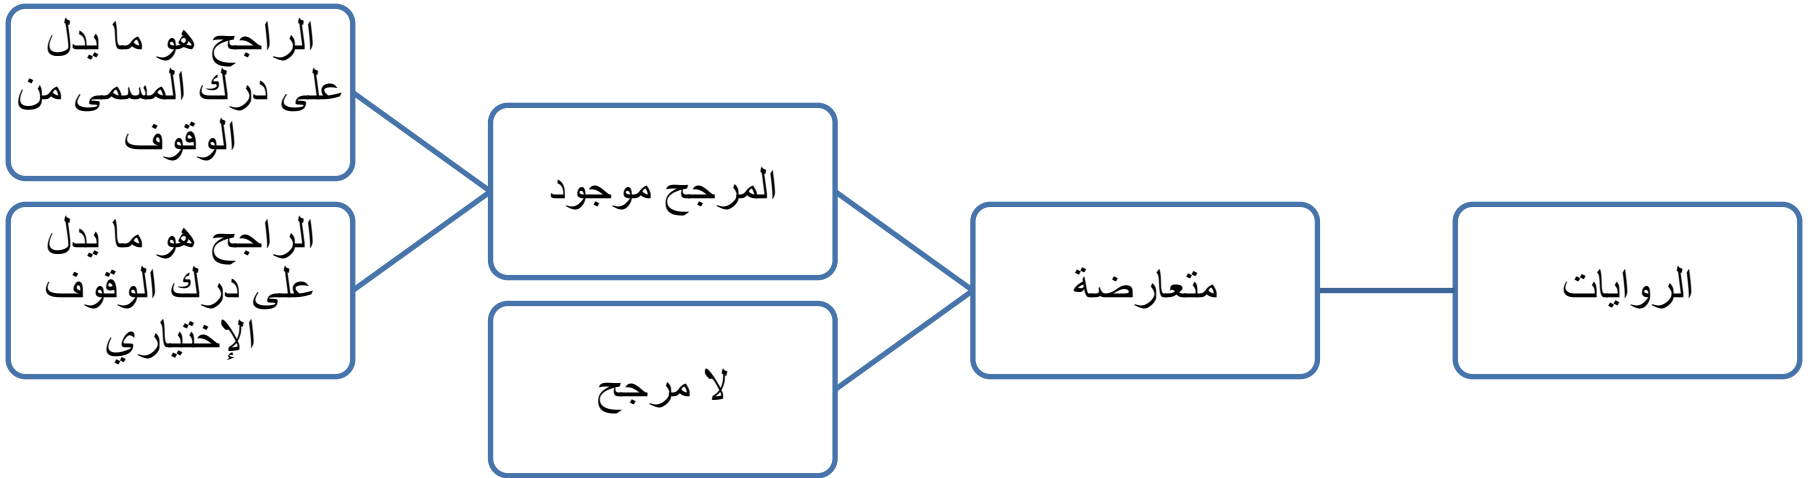 الروايات
متعارضة
المرجح موجود
الراجح هو ما يدل
على درك المسمى من
الوقوف
الراجح هو ما يدل
على درك الوقوف
الإختياري
لا مرجح